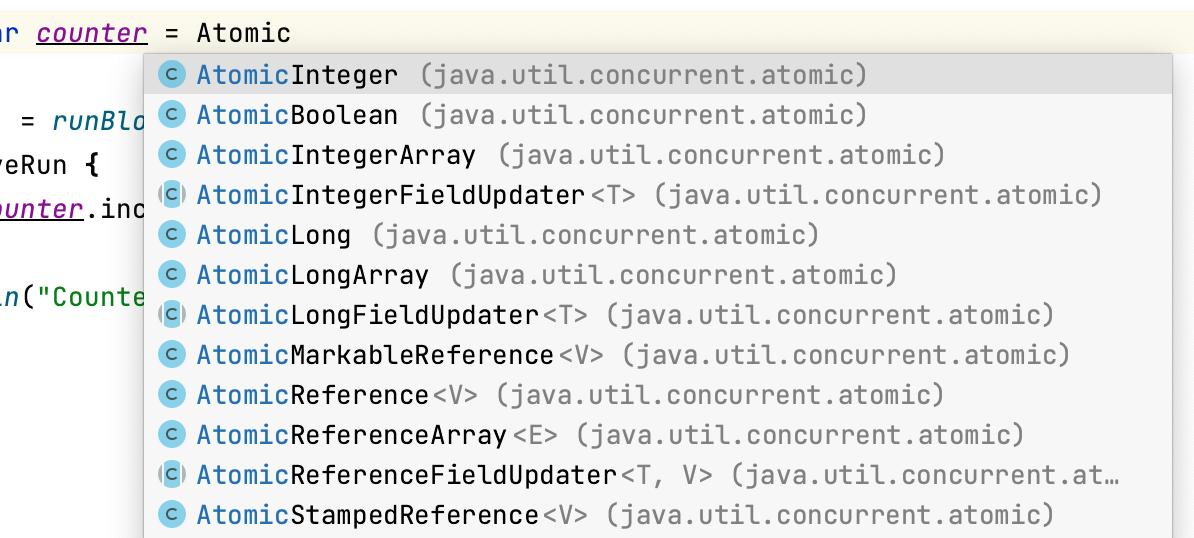 ar counter = Atomic
AtomicInteger (java.util.concurrent.atomic)
AtomicBoolean (java.util.concurrent.atomic)
= runBlo
veRun {
AtomicIntegerArray (java.util.concurrent.atomic)
AtomicIntegerFieldUpdater<T> (java.util.concurrent.atomic)
ounter.inc
AtomicLong (java.util.concurrent.atomic)
AtomicLongArray (java.util.concurrent.atomic)
ln("Counte
AtomicLongFieldUpdater<T> (java.util.concurrent.atomic)
AtomicMarkableReference<V> (java.util.concurrent.atomic)
AtomicReference<V> (java.util.concurrent.atomic)
AtomicReferenceArray<E> (java.util.concurrent.atomic)
AtomicReferenceFieldUpdater<T, V> (java.util.concurrent.at…
AtomicStampedReference<V> (java.util.concurrent.atomic)